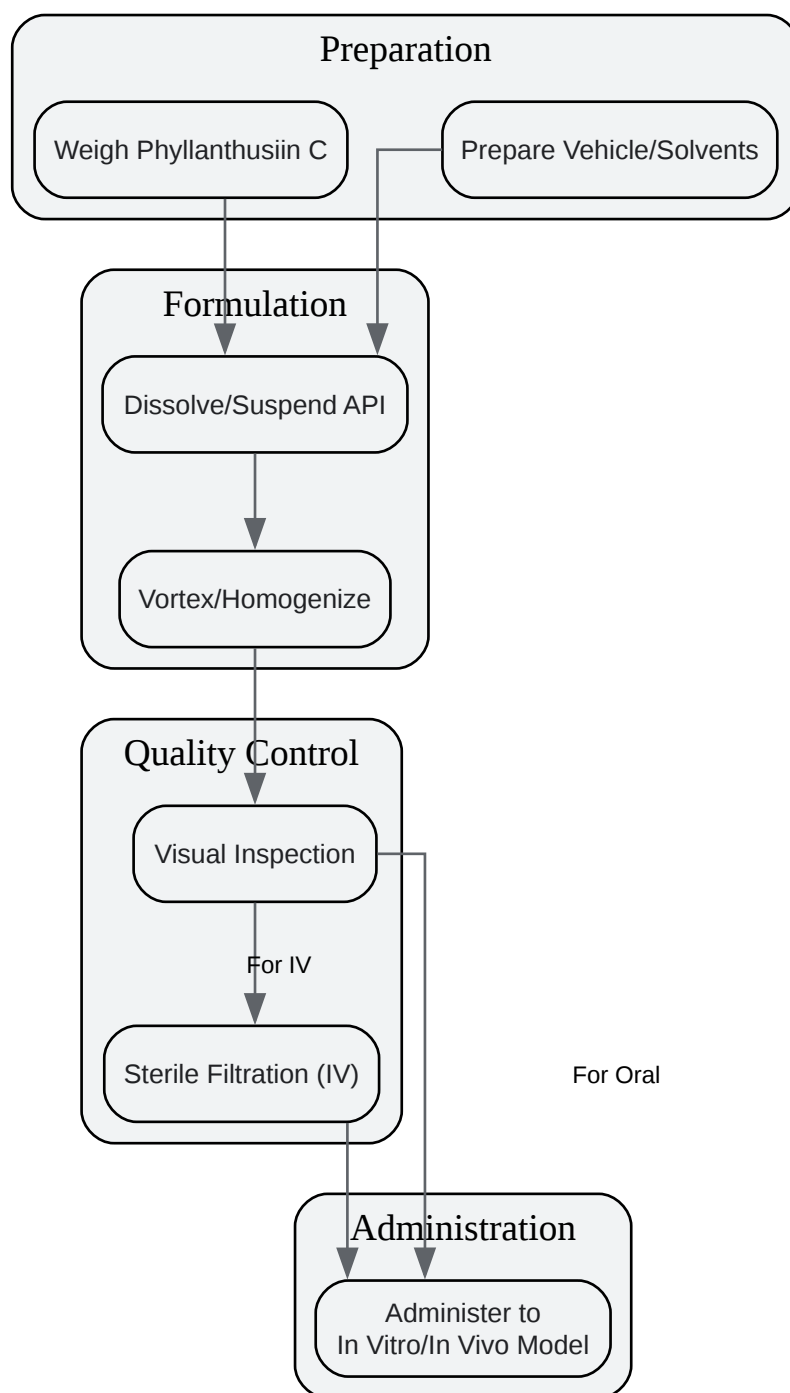 Preparation
Weigh Phyllanthusiin C
Prepare Vehicle/Solvents
Formulation
Dissolve/Suspend API
Vortex/Homogenize
Quality Control
Visual Inspection
For IV
Sterile Filtration (IV)
For Oral
Administration
Administer to
In Vitro/In Vivo Model